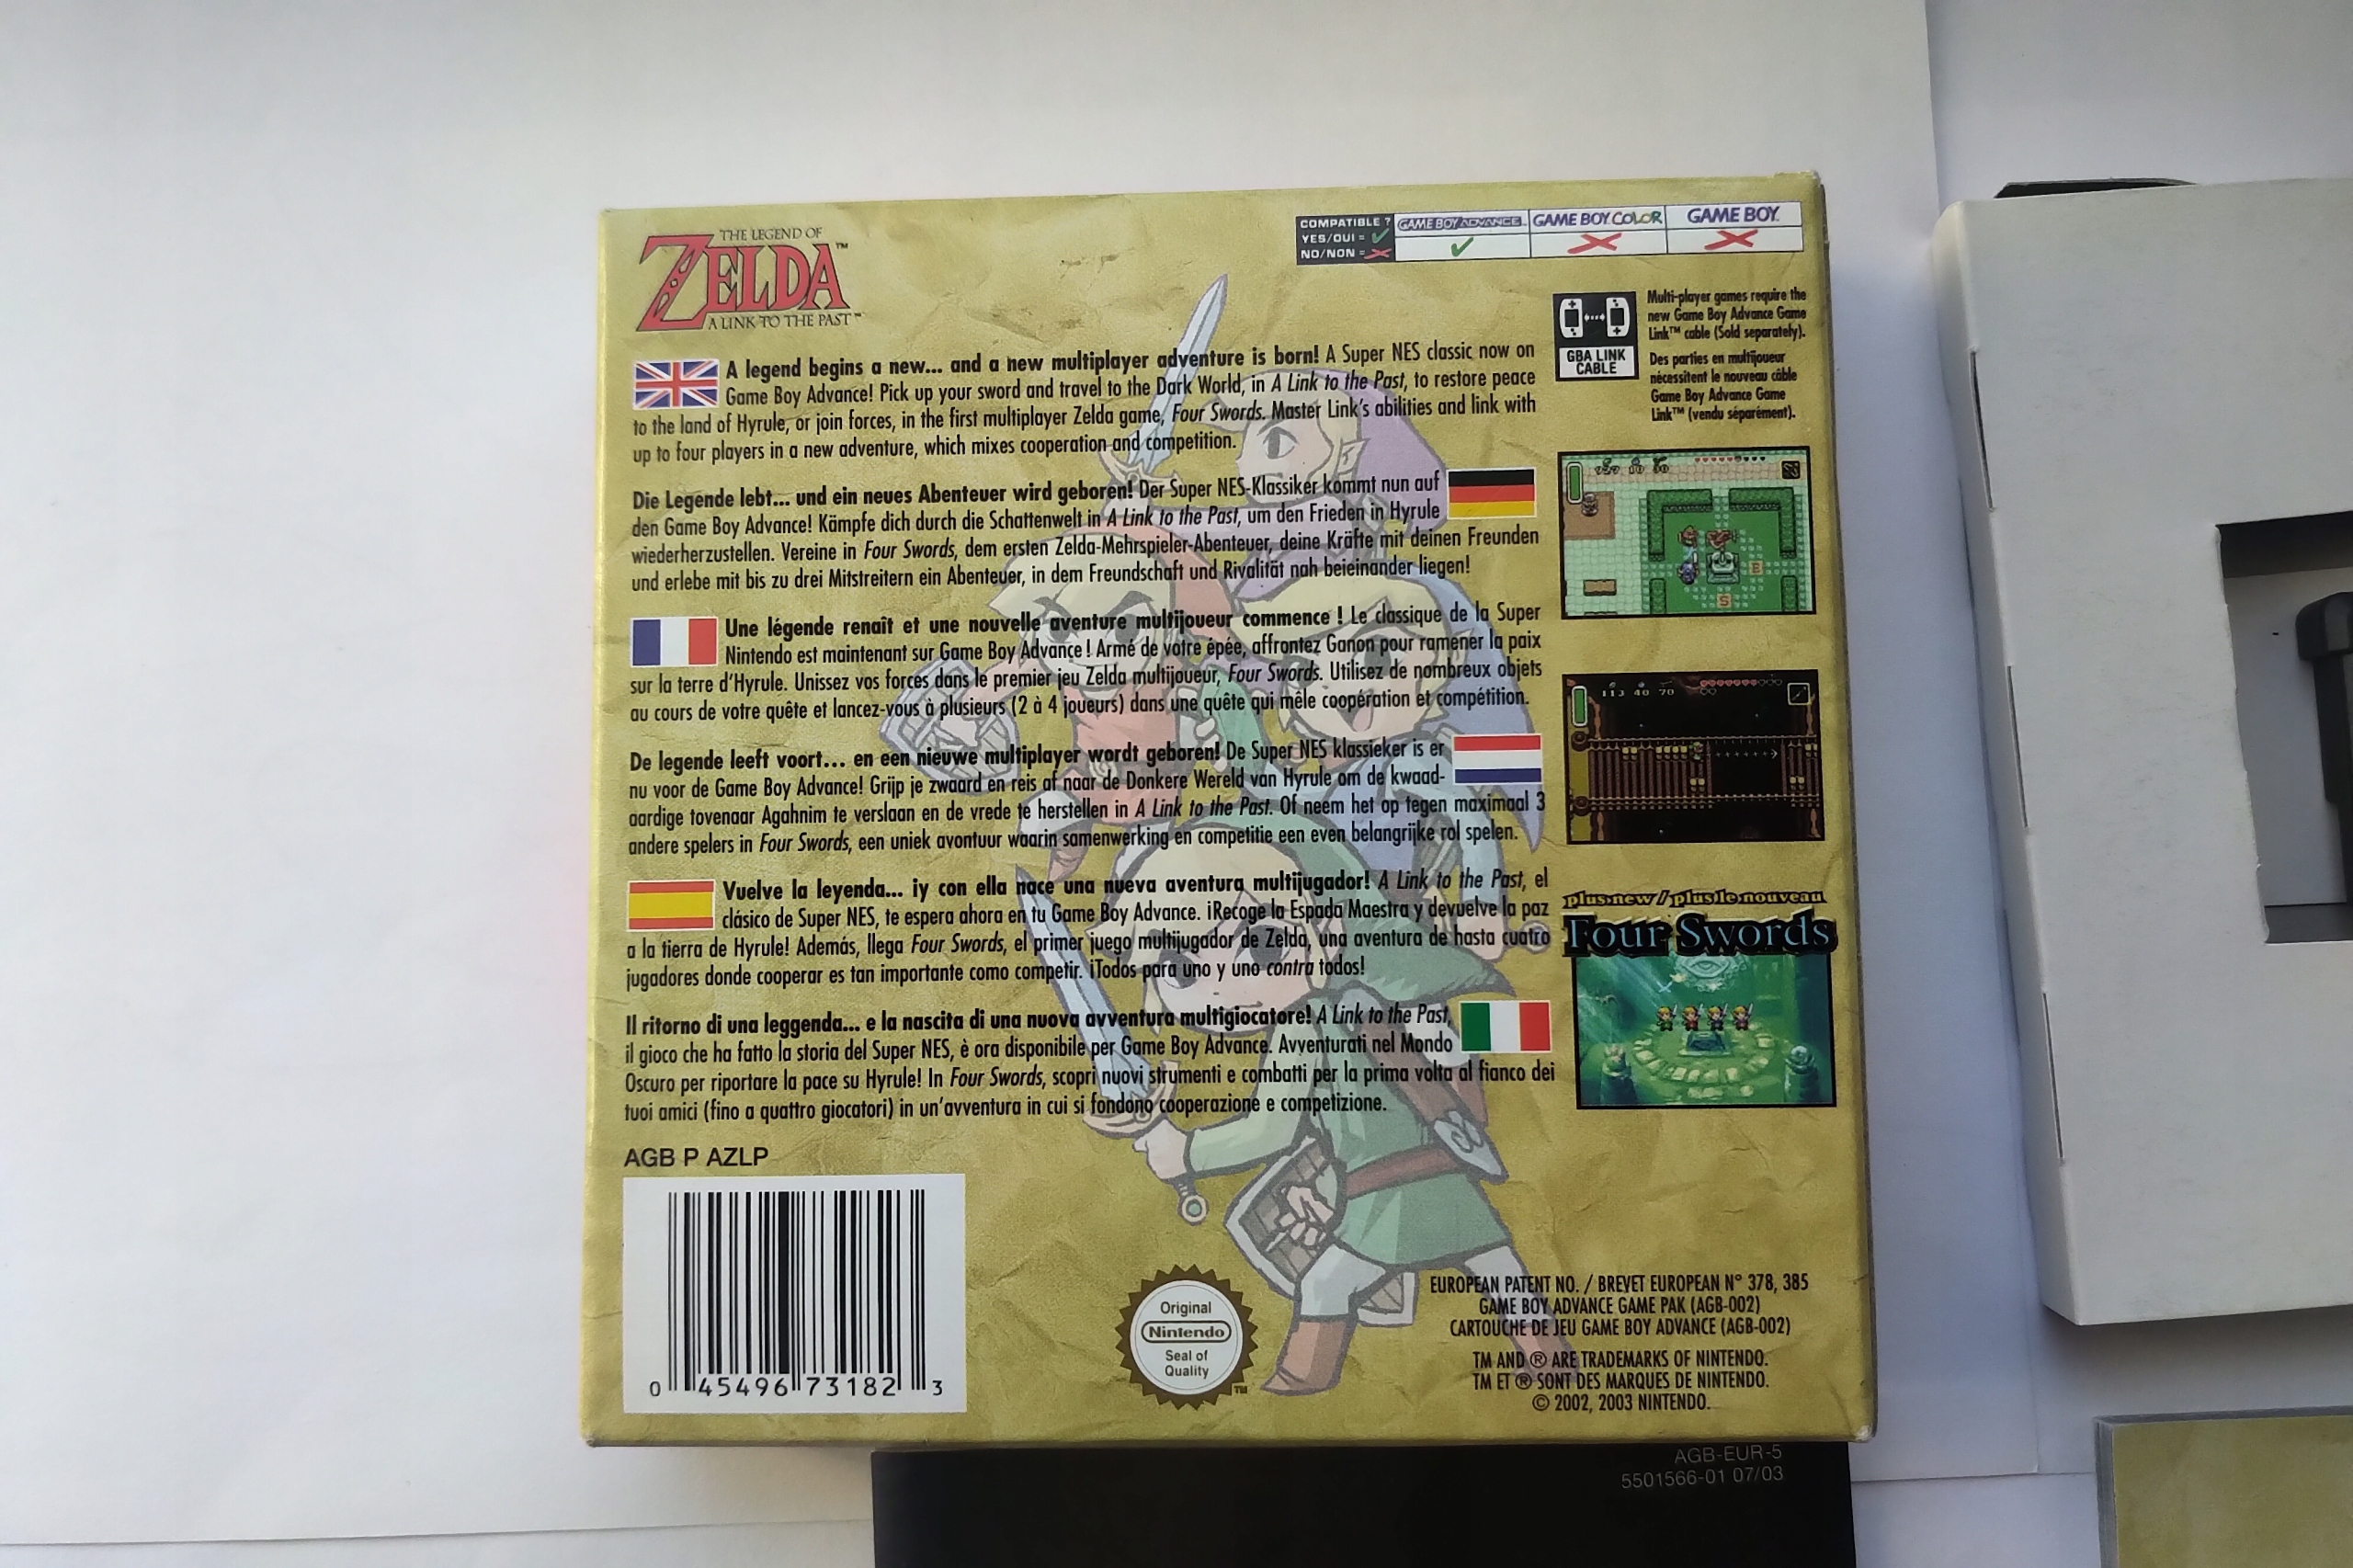 THE LEGEND OF
ZELDA™
A LINK TO THE PAST™
COMPATIBLE ? GAME BOY ADVANCE GAME BOY COLOR GAME BOY
YES/OUI =
NO/NON =
GBA LINK
CABLE
Multi-player games require the
new Game Boy Advance Game
Link™ cable (Sold separately).
Des parties en multijoueur
nécessitent le nouveau câble
Game Boy Advance Game
Link™ (vendu séparément).
A legend begins a new... and a new multiplayer adventure is born! A Super NES classic now on
Game Boy Advance! Pick up your sword and travel to the Dark World, in A Link to the Past, to restore peace
to the land of Hyrule, or join forces, in the first multiplayer Zelda game, Four Swords. Master Link's abilities and link with
up to four players in a new adventure, which mixes cooperation and competition.
Die Legende lebt... und ein neues Abenteuer wird geboren! Der Super NES-Klassiker kommt nun auf
den Game Boy Advance! Kämpfe dich durch die Schattenwelt in A Link to the Past, um den Frieden in Hyrule
wiederherzustellen. Vereine in Four Swords, dem ersten Zelda-Mehrspieler-Abenteuer, deine Kräfte mit deinen Freunden
und erlebe mit bis zu drei Mitstreitern ein Abenteuer, in dem Freundschaft und Rivalität nah beieinander liegen!
Une légende renaît et une nouvelle aventure multijoueur commence ! Le classique de la Super
Nintendo est maintenant sur Game Boy Advance ! Armé de votre épée, affrontez Ganon pour ramener la paix
sur la terre d'Hyrule. Unissez vos forces dans le premier jeu Zelda multijoueur, Four Swords. Utilisez de nombreux objets
au cours de votre quête et lancez-vous à plusieurs (2 à 4 joueurs) dans une quête qui mêle coopération et compétition.
De legende leeft voort... en een nieuwe multiplayer wordt geboren! De Super NES klassieker is er
nu voor de Game Boy Advance! Grijp je zwaard en reis af naar de Donkere Wereld van Hyrule om de kwaad-
aardige tovenaar Agahnim te verslaan en de vrede te herstellen in A Link to the Past. Of neem het op tegen maximaal 3
andere spelers in Four Swords, een uniek avontuur waarin samenwerking en competitie een even belangrijke rol spelen.
Vuelve la leyenda... ¡y con ella nace una nueva aventura multijugador! A Link to the Past, el
clásico de Super NES, te espera ahora en tu Game Boy Advance. ¡Recoge la Espada Maestra y devuelve la paz
a la tierra de Hyrule! Además, llega Four Swords, el primer juego multijugador de Zelda, una aventura de hasta cuatro
jugadores donde cooperar es tan importante como competir. ¡Todos para uno y uno contra todos!
Il ritorno di una leggenda... e la nascita di una nuova avventura multigiocatore! A Link to the Past,
il gioco che ha fatto la storia del Super NES, è ora disponibile per Game Boy Advance. Avventurati nel Mondo
Oscuro per riportare la pace su Hyrule! In Four Swords, scopri nuovi strumenti e combatti per la prima volta al fianco dei
tuoi amici (fino a quattro giocatori) in un'avventura in cui si fondono cooperazione e competizione.
E
S
113 40 70
plus new / plus le nouveau
Four Swords
AGB P AZLP
0 45496 73182 3
Original
Nintendo
Seal of
Quality
TM
EUROPEAN PATENT NO. / BREVET EUROPEAN N° 378, 385
GAME BOY ADVANCE GAME PAK (AGB-002)
CARTOUCHE DE JEU GAME BOY ADVANCE (AGB-002)
TM AND ® ARE TRADEMARKS OF NINTENDO.
TM ET ® SONT DES MARQUES DE NINTENDO.
© 2002, 2003 NINTENDO.
AGB-EUR-5
5501566-01 07/03